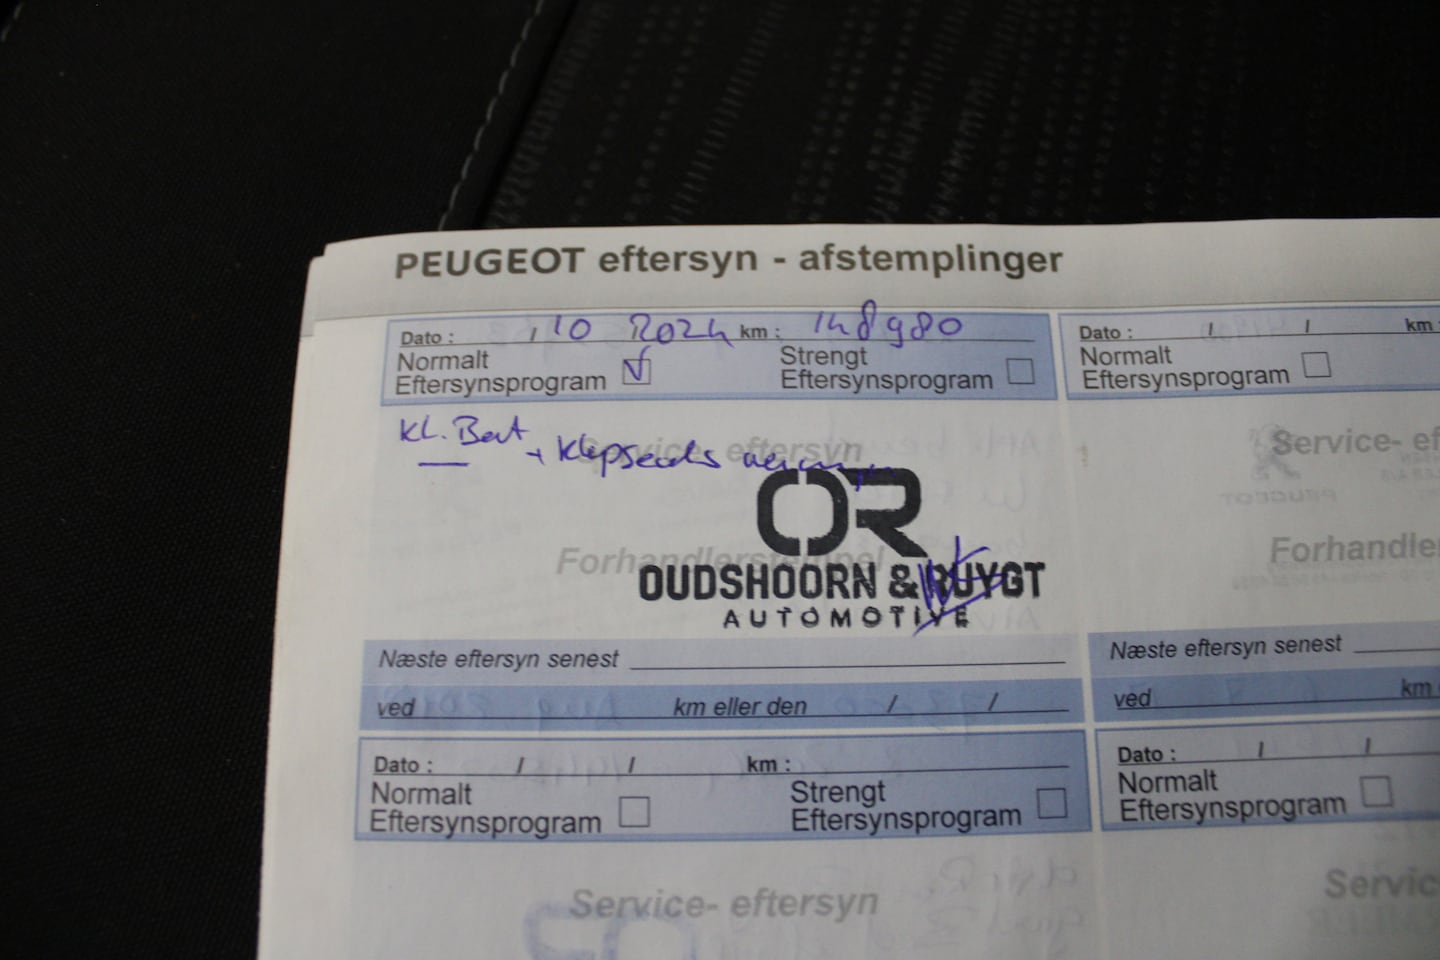 PEUGEOT eftersyn - afstemplinger
Dato : , 10 2024 km : 148980
Normalt Eftersynsprogram
Strengt Eftersynsprogram
Dato : / / km
Normalt Eftersynsprogram
KL. Beut + Klepseals
Service- eftersyn
Forhandlerstempel
OR
OUDSHOORN & RUYGT
AUTOMOTIVE
Service- ef
PEUGEOT
Forhandle
Næste eftersyn senest
ved km eller den / /
Næste eftersyn senest
ved km
Dato : / / km :
Normalt Eftersynsprogram
Strengt Eftersynsprogram
Dato : / /
Normalt Eftersynsprogram
Service- eftersyn
Servic